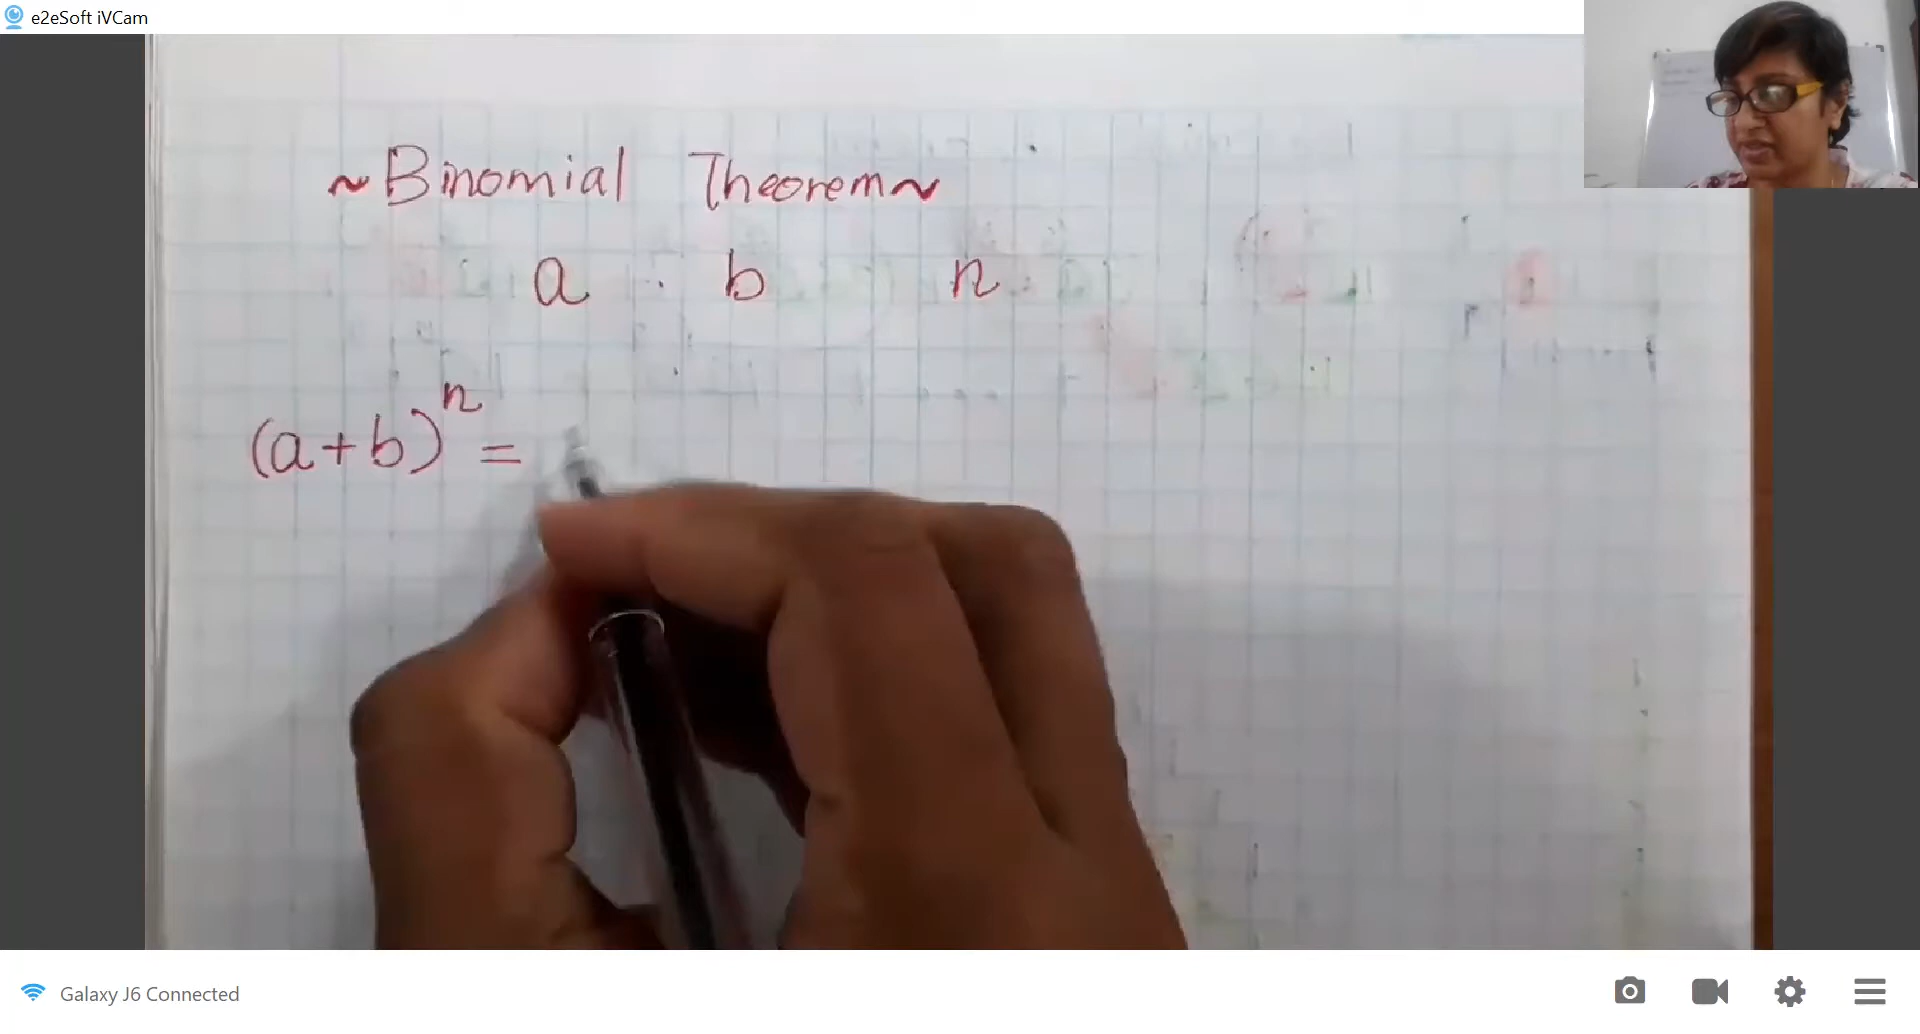 e2eSoft iVCam
~Binomial Theorem~
a b n
(a+b)^n =
Galaxy J6 Connected